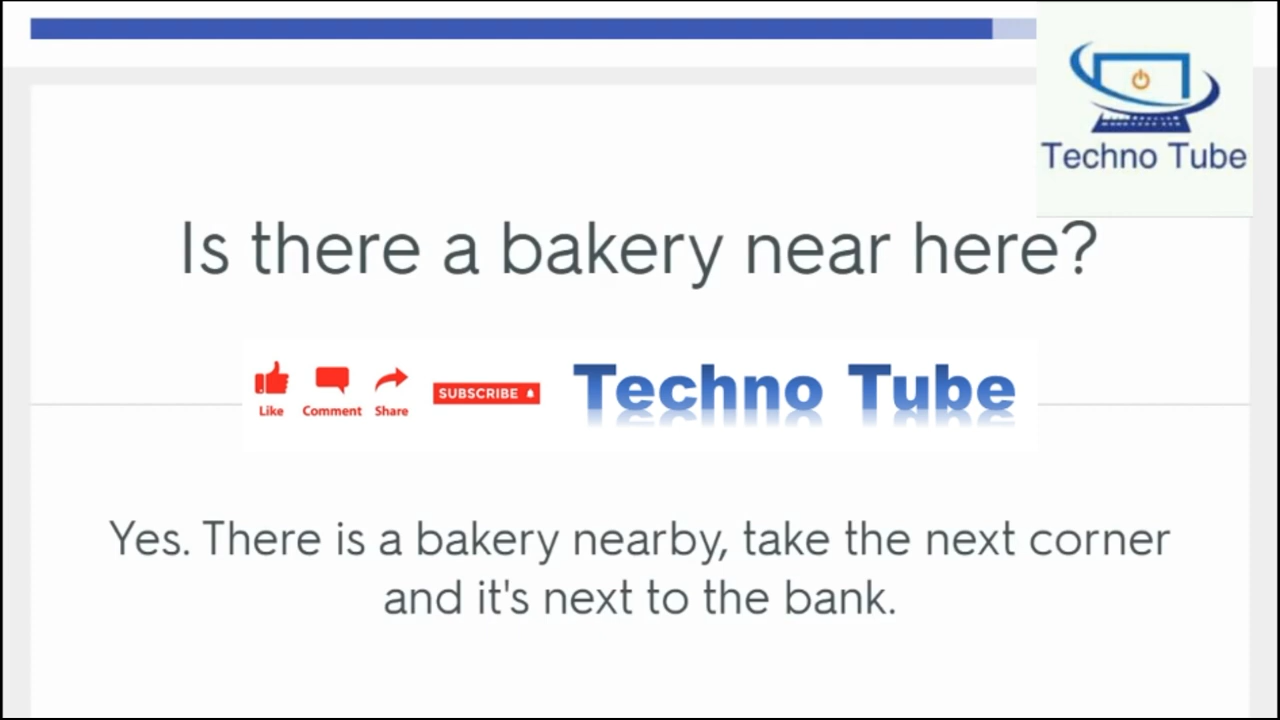 Techno Tube
Is there a bakery near here?
Like Comment Share SUBSCRIBE Techno Tube
Yes. There is a bakery nearby, take the next corner
and it's next to the bank.